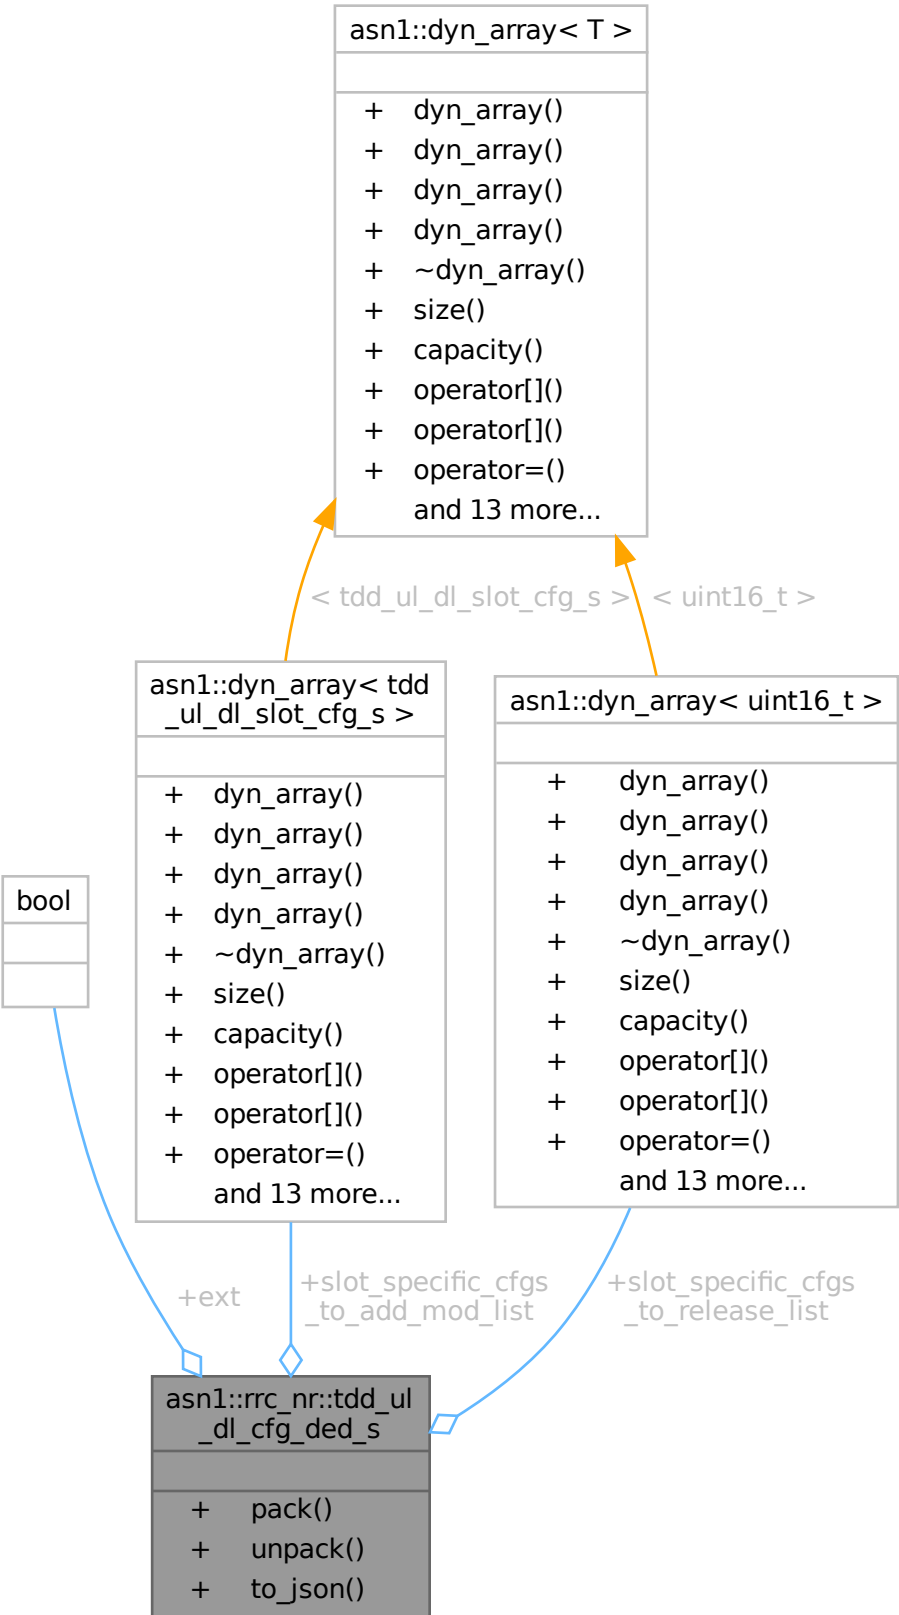 asn1::dyn_array< T >
+ dyn_array()
+ dyn_array()
+ dyn_array()
+ dyn_array()
+ ~dyn_array()
+ size()
+ capacity()
+ operator[]()
+ operator[]()
+ operator=()
and 13 more...
< tdd_ul_dl_slot_cfg_s >
< uint16_t >
asn1::dyn_array< tdd
_ul_dl_slot_cfg_s >
+ dyn_array()
+ dyn_array()
+ dyn_array()
+ dyn_array()
+ ~dyn_array()
+ size()
+ capacity()
+ operator[]()
+ operator[]()
+ operator=()
and 13 more...
asn1::dyn_array< uint16_t >
+ dyn_array()
+ dyn_array()
+ dyn_array()
+ dyn_array()
+ ~dyn_array()
+ size()
+ capacity()
+ operator[]()
+ operator[]()
+ operator=()
and 13 more...
bool
+ext
+slot_specific_cfgs
_to_add_mod_list
+slot_specific_cfgs
_to_release_list
asn1::rrc_nr::tdd_ul
_dl_cfg_ded_s
+ pack()
+ unpack()
+ to_json()